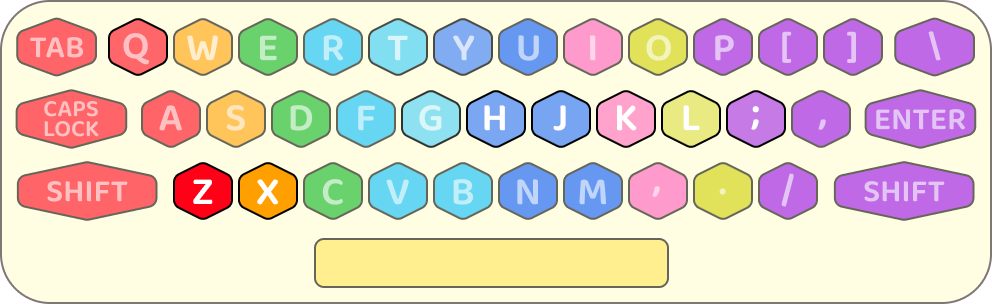 TAB Q W E R T Y U I O P [ ] \
CAPS LOCK A S D F G H J K L ; , ENTER
SHIFT Z X C V B N M , . / SHIFT